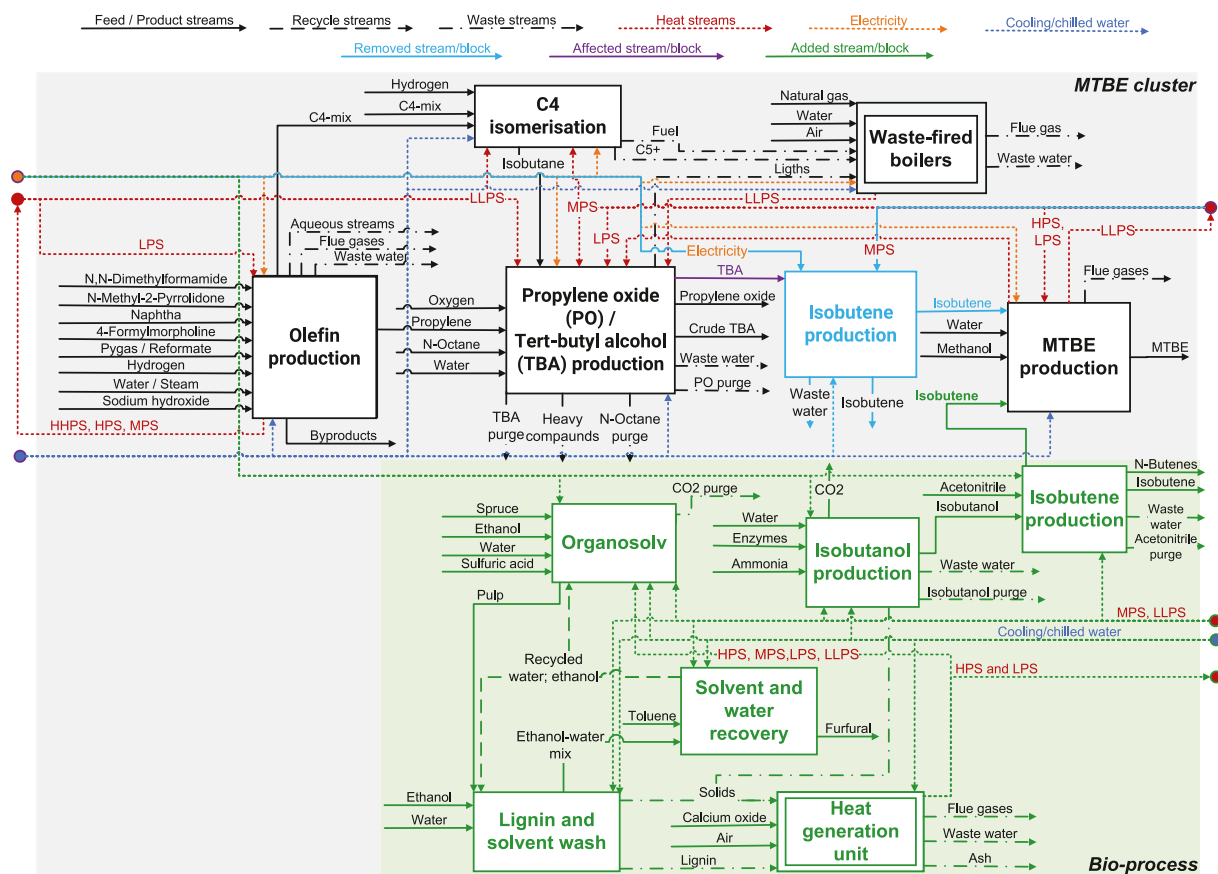 Feed / Product streams
Recycle streams
Waste streams
Heat streams
Electricity
Cooling/chilled water
Removed stream/block
Affected stream/block
Added stream/block
MTBE cluster
Hydrogen
C4-mix
C4-mix
C4
isomerisation
Fuel
C5+
Isobutane
Ligths
Natural gas
Water
Air
Waste-fired
boilers
Flue gas
Waste water
LLPS
MPS
LPS
LLPS
HPS,
LPS
LLPS
MPS
LPS
Electricity
Aqueous streams
Flue gases
Waste water
N,N-Dimethylformamide
N-Methyl-2-Pyrrolidone
Naphtha
4-Formylmorpholine
Pygas / Reformate
Hydrogen
Water / Steam
Sodium hydroxide
HHPS, HPS, MPS
Olefin
production
Byproducts
Oxygen
Propylene
N-Octane
Water
Propylene oxide
(PO) /
Tert-butyl alcohol
(TBA) production
TBA
Propylene oxide
Crude TBA
Waste water
PO purge
TBA
purge
Heavy
compaunds
N-Octane
purge
Isobutene
production
Waste
water
Isobutene
Isobutene
Water
Methanol
Isobutene
Flue gases
MTBE
production
MTBE
Spruce
Ethanol
Water
Sulfuric acid
Organosolv
CO2 purge
Pulp
CO2
Water
Enzymes
Ammonia
Isobutanol
production
Acetonitrile
Isobutanol
Waste water
Isobutanol purge
Isobutene
production
N-Butenes
Isobutene
Waste
water
Acetonitrile
purge
MPS, LLPS
Cooling/chilled water
HPS, MPS,LPS, LLPS
HPS and LPS
Recycled
water; ethanol
Solvent and
water
recovery
Toluene
Ethanol-water
mix
Furfural
Ethanol
Water
Lignin and
solvent wash
Solids
Calcium oxide
Air
Lignin
Heat
generation
unit
Flue gases
Waste water
Ash
Bio-process